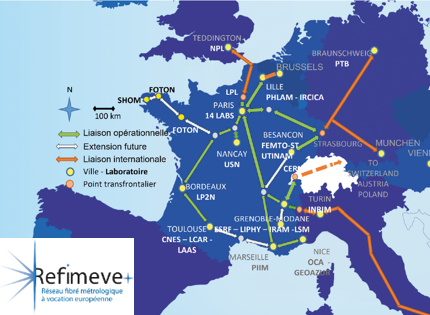 TEDDINGTON
NPL
BRAUNSCHWEIG
PTB
BRUSSELS
N
FOTON
SHOM
100 km
LPL
LILLE
PHLAM - IRCICA
PARIS
14 LABS
FOTON
Liaison opérationnelle
Extension future
Liaison internationale
Ville - Laboratoire
Point transfrontalier
BESANCON
FEMTO-ST
UTINAM
STRASBOURG
NANCAY
USN
MUNCHEN
VIEN
CERN
TO
SWITZERLAND
AUSTRIA
POLAND
BORDEAUX
LP2N
TURIN
INRIM
GRENOBLE-MODANE
ESRF – LIPHY – IRAM -LSM
TOULOUSE
CNES – LCAR -
LAAS
MARSEILLE
PIIM
NICE
OCA -
GEOAZUR
Refimeve+
Réseau fibré métrologique
à vocation européenne